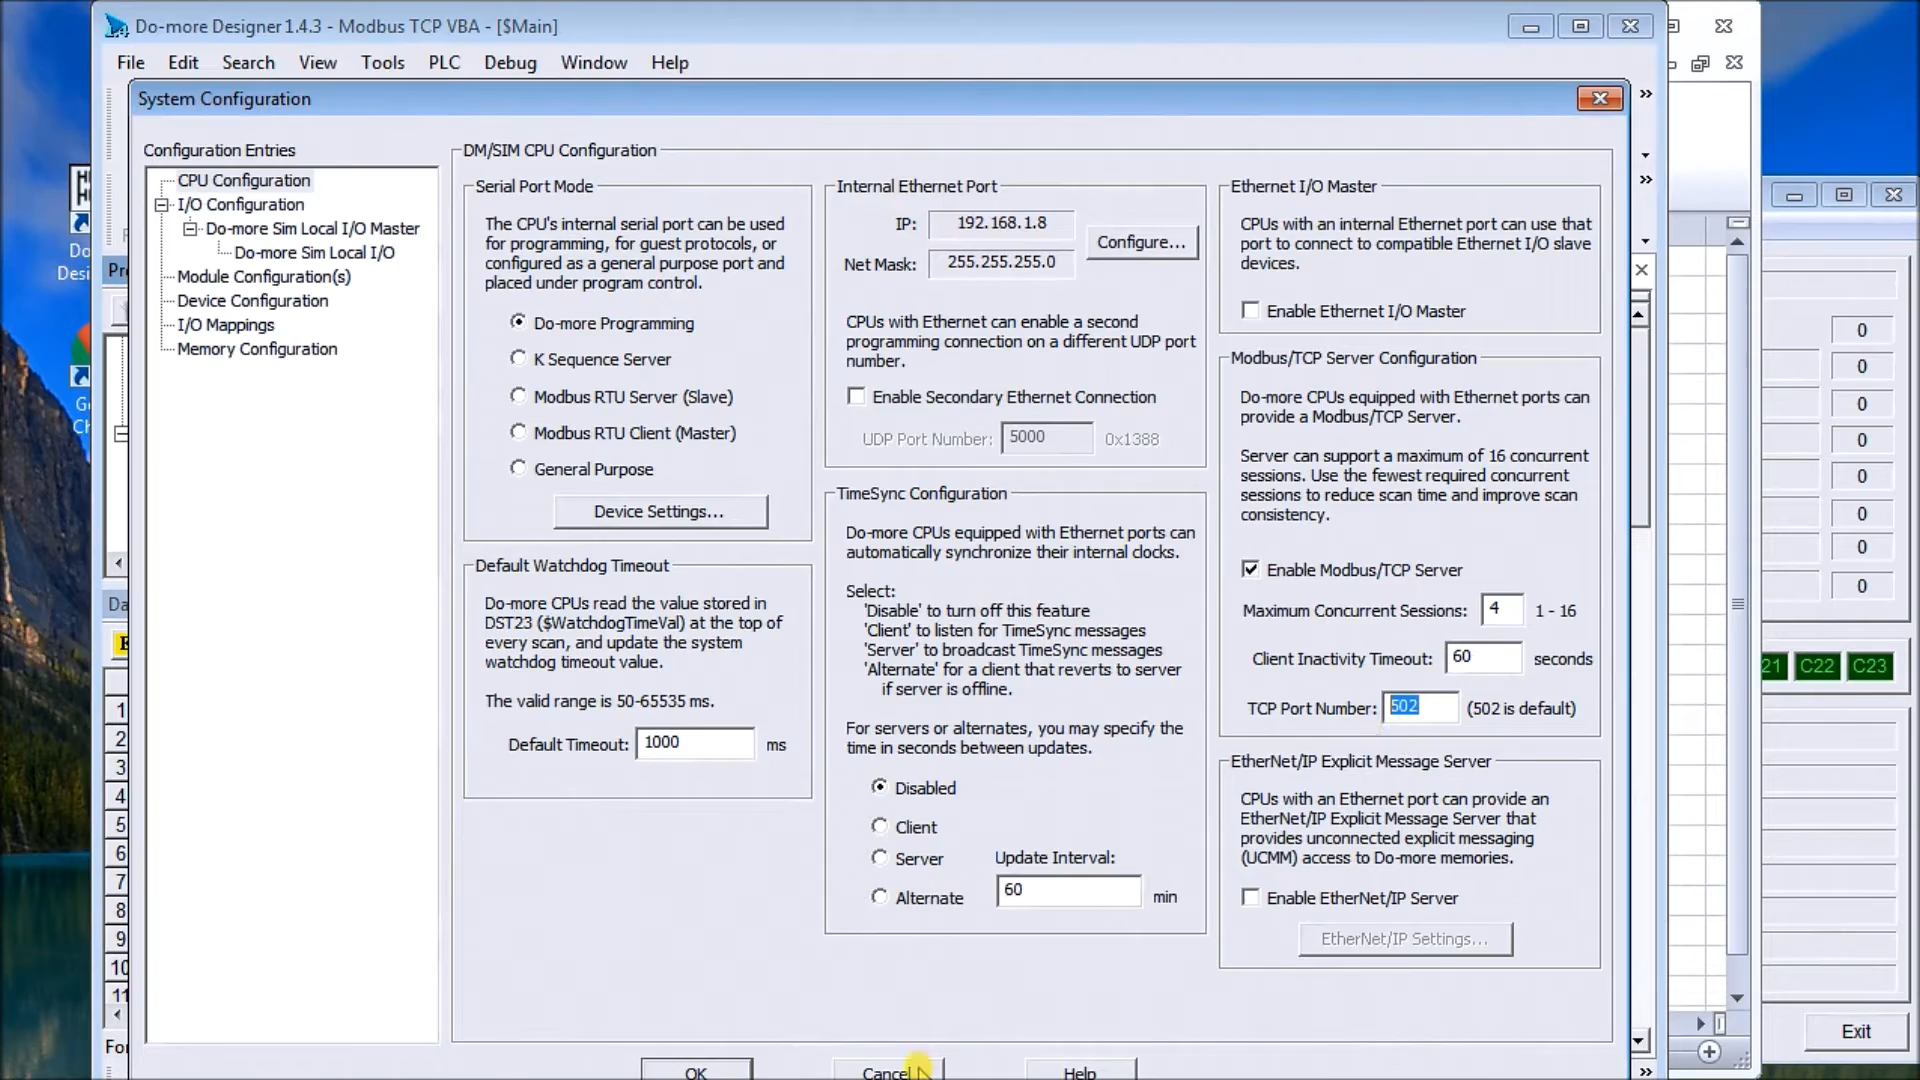 Do-more Designer 1.4.3 - Modbus TCP VBA - [$Main]
File Edit Search View Tools PLC Debug Window Help
System Configuration
Configuration Entries
CPU Configuration
I/O Configuration
Do-more Sim Local I/O Master
Do-more Sim Local I/O
Module Configuration(s)
Device Configuration
I/O Mappings
Memory Configuration
DM/SIM CPU Configuration
Serial Port Mode
The CPU's internal serial port can be used
for programming, for guest protocols, or
configured as a general purpose port and
placed under program control.
Do-more Programming
K Sequence Server
Modbus RTU Server (Slave)
Modbus RTU Client (Master)
General Purpose
Device Settings...
Default Watchdog Timeout
Do-more CPUs read the value stored in
DST23 ($WatchdogTimeVal) at the top of
every scan, and update the system
watchdog timeout value.
The valid range is 50-65535 ms.
Default Timeout: 1000 ms
Internal Ethernet Port
IP: 192.168.1.8
Configure...
Net Mask: 255.255.255.0
CPUs with Ethernet can enable a second
programming connection on a different UDP port
number.
Enable Secondary Ethernet Connection
UDP Port Number: 5000 0x1388
TimeSync Configuration
Do-more CPUs equipped with Ethernet ports can
automatically synchronize their internal clocks.
Select:
'Disable' to turn off this feature
'Client' to listen for TimeSync messages
'Server' to broadcast TimeSync messages
'Alternate' for a client that reverts to server
if server is offline.
For servers or alternates, you may specify the
time in seconds between updates.
Disabled
Client
Server
Alternate
Update Interval:
60 min
Ethernet I/O Master
CPUs with an internal Ethernet port can use that
port to connect to compatible Ethernet I/O slave
devices.
Enable Ethernet I/O Master
Modbus/TCP Server Configuration
Do-more CPUs equipped with Ethernet ports can
provide a Modbus/TCP Server.
Server can support a maximum of 16 concurrent
sessions. Use the fewest required concurrent
sessions to reduce scan time and improve scan
consistency.
Enable Modbus/TCP Server
Maximum Concurrent Sessions: 4 1 - 16
Client Inactivity Timeout: 60 seconds
TCP Port Number: 502 (502 is default)
EtherNet/IP Explicit Message Server
CPUs with an Ethernet port can provide an
EtherNet/IP Explicit Message Server that
provides unconnected explicit messaging
(UCMM) access to Do-more memories.
Enable EtherNet/IP Server
EtherNet/IP Settings...
OK Cancel Help
Do
Desi
G
Ch
Pr
Da
1
2
3
4
5
6
7
8
9
10
11
For
0
0
0
0
0
0
0
0
21 C22 C23
Exit